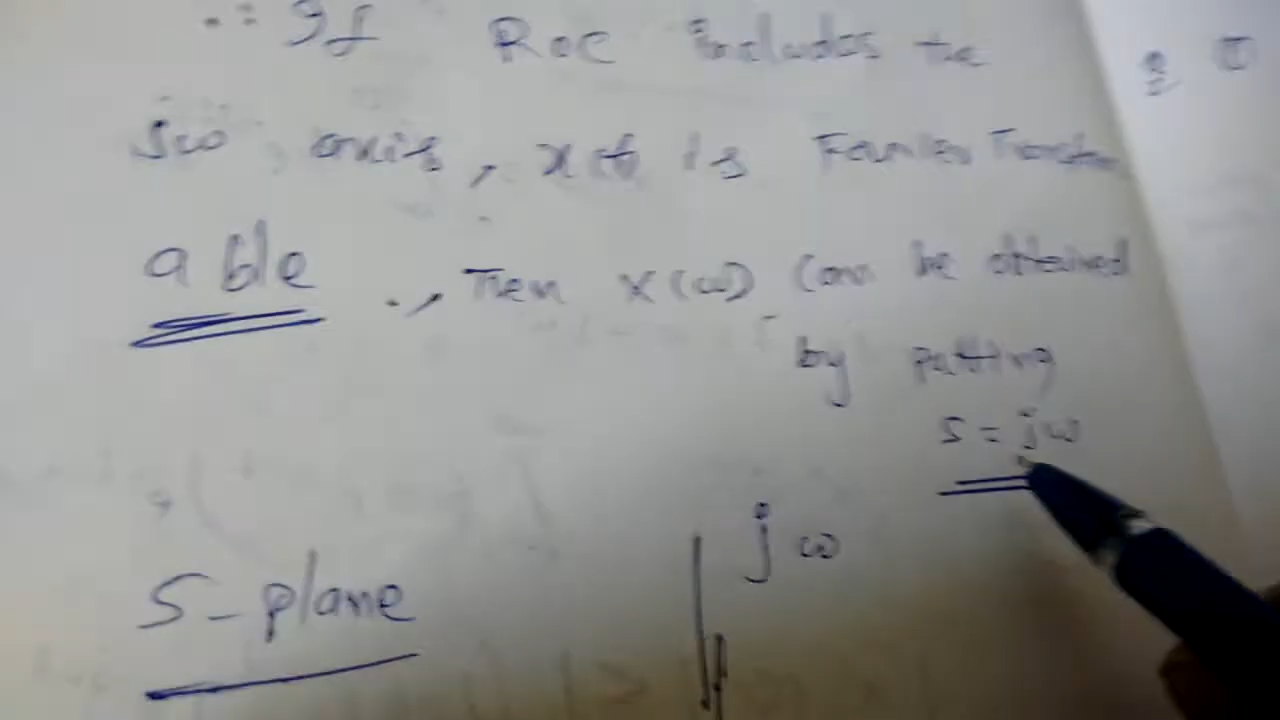 ∵ If ROC includes the
jω axis, x(t) is Fourier Transform
able ., Then X(ω) Can be obtained
by putting
s = jω
jω
S-plane